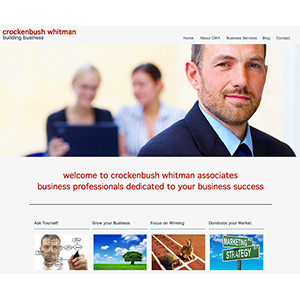 crockenbush whitman
building business
Home About CWA Business Services Blog Contact
welcome to crockenbush whitman associates
business professionals dedicated to your business success
Ask Yourself Grow your Business Focus on Winning Dominate your Market
MARKETING
STRATEGY